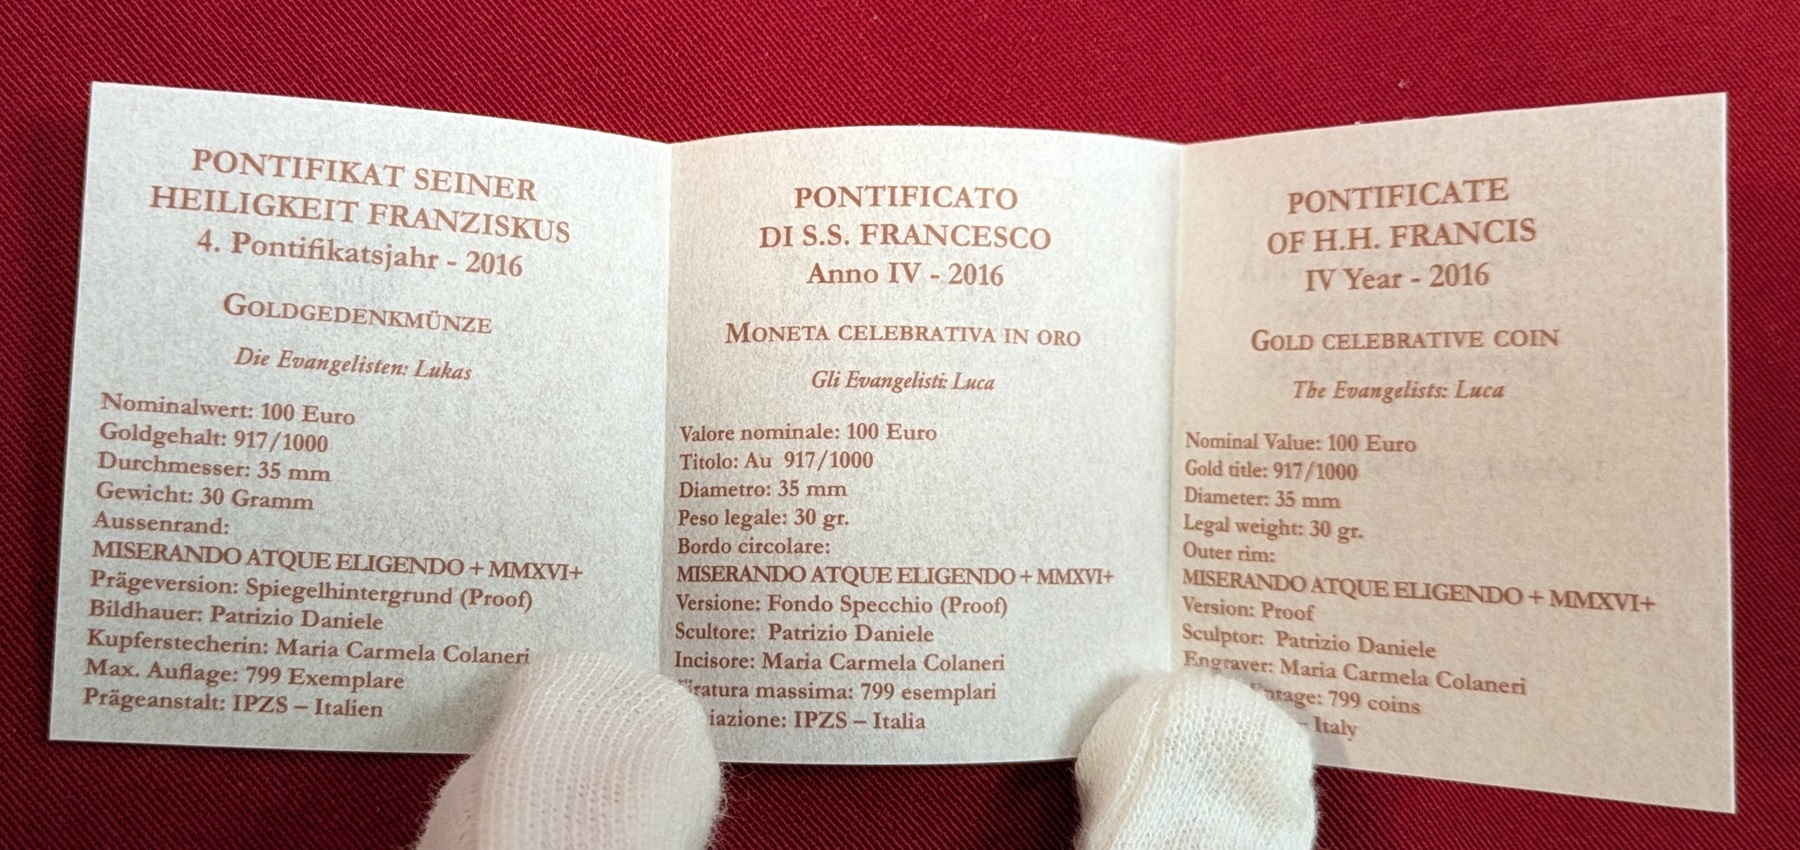 PONTIFIKAT SEINER
HEILIGKEIT FRANZISKUS
4. Pontifikatsjahr - 2016
GOLDGEDENKMÜNZE
Die Evangelisten: Lukas
Nominalwert: 100 Euro
Goldgehalt: 917/1000
Durchmesser: 35 mm
Gewicht: 30 Gramm
Aussenrand:
MISERANDO ATQUE ELIGENDO + MMXVI+
Prägeversion: Spiegelhintergrund (Proof)
Bildhauer: Patrizio Daniele
Kupferstecherin: Maria Carmela Colaneri
Max. Auflage: 799 Exemplare
Prägeanstalt: IPZS – Italien
PONTIFICATO
DI S.S. FRANCESCO
Anno IV - 2016
MONETA CELEBRATIVA IN ORO
Gli Evangelisti: Luca
Valore nominale: 100 Euro
Titolo: Au 917/1000
Diametro: 35 mm
Peso legale: 30 gr.
Bordo circolare:
MISERANDO ATQUE ELIGENDO + MMXVI+
Versione: Fondo Specchio (Proof)
Scultore: Patrizio Daniele
Incisore: Maria Carmela Colaneri
massima: 799 esemplari
IPZS – Italia
PONTIFICATE
OF H.H. FRANCIS
IV Year - 2016
GOLD CELEBRATIVE COIN
The Evangelists: Luca
Nominal Value: 100 Euro
Gold title: 917/1000
Diameter: 35 mm
Legal weight: 30 gr.
Outer rim:
MISERANDO ATQUE ELIGENDO + MMXVI+
Version: Proof
Sculptor: Patrizio Daniele
Engraver: Maria Carmela Colaneri
799 coins
– Italy